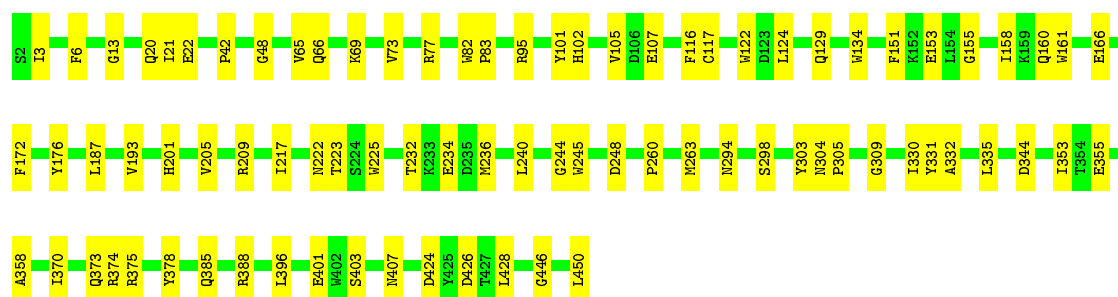 S2 I3 F6 G13 Q20 I21 E22 P42 G48 V65 Q66 K69 V73 R77 W82 P83 R95 Y101 H102 V105 D106 E107 F116 C117 W122 D123 L124 Q129 W134 F151 K152 E153 L154 G155 I158 K159 Q160 W161 E166
F172 Y176 L187 V193 H201 V205 R209 I217 N222 T223 S224 W225 T232 K233 E234 D235 M236 L240 G244 W245 D248 P260 M263 N294 S298 Y303 N304 P305 G309 I330 Y331 A332 L335 D344 I353 T354 E355
A358 I370 Q373 R374 R375 Y378 Q385 R388 L396 E401 W402 S403 N407 D424 Y425 D426 T427 L428 G446 L450